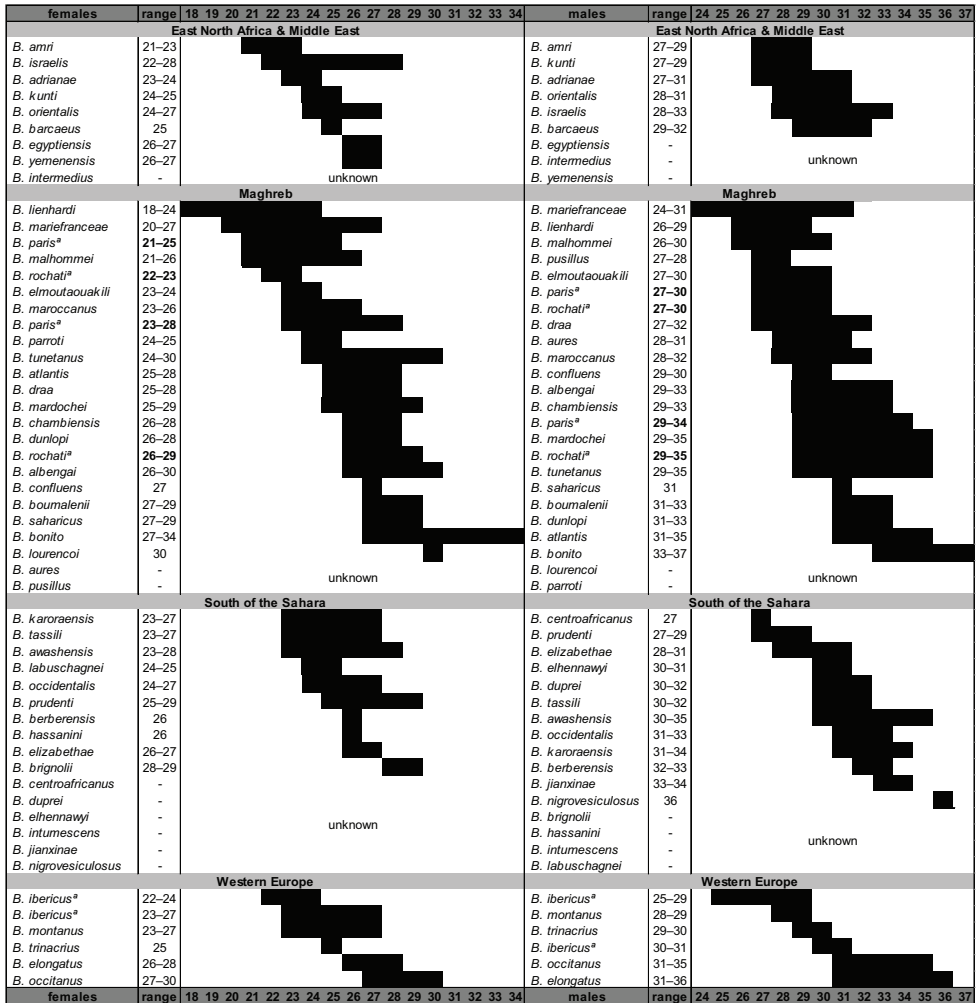 females range 18 19 20 21 22 23 24 25 26 27 28 29 30 31 32 33 34 males range 24 25 26 27 28 29 30 31 32 33 34 35 36 37
East North Africa & Middle East East North Africa & Middle East
B. amri 21–23 B. amri 27–29
B. israelis 22–28 B. kunti 27–29
B. adrianae 23–24 B. adrianae 27–31
B. kunti 24–25 B. orientalis 28–31
B. orientalis 24–27 B. israelis 28–33
B. barcaeus 25 B. barcaeus 29–32
B. egyptiensis 26–27 B. egyptiensis -
B. yemenensis 26–27 B. intermedius - unknown
B. intermedius - unknown B. yemenensis -
Maghreb Maghreb
B. lienhardi 18–24 B. mariefranceae 24–31
B. mariefranceae 20–27 B. lienhardi 26–29
B. parisª 21–25 B. malhommei 26–30
B. malhommei 21–26 B. pusillus 27–28
B. rochatiª 22–23 B. elmoutaouakili 27–30
B. elmoutaouakili 23–24 B. parisª 27–30
B. maroccanus 23–26 B. rochatiª 27–30
B. parisª 23–28 B. draa 27–32
B. parroti 24–25 B. aures 28–31
B. tunetanus 24–30 B. maroccanus 28–32
B. atlantis 25–28 B. confluens 29–30
B. draa 25–28 B. albengai 29–33
B. mardochei 25–29 B. chambiensis 29–33
B. chambiensis 26–28 B. parisª 29–34
B. dunlopi 26–28 B. mardochei 29–35
B. rochatiª 26–29 B. rochatiª 29–35
B. albengai 26–30 B. tunetanus 29–35
B. confluens 27 B. saharicus 31
B. boumalenii 27–29 B. boumalenii 31–33
B. saharicus 27–29 B. dunlopi 31–33
B. bonito 27–34 B. atlantis 31–35
B. lourencoi 30 B. bonito 33–37
B. aures - unknown B. lourencoi - unknown
B. pusillus - B. parroti -
South of the Sahara South of the Sahara
B. karoraensis 23–27 B. centroafricanus 27
B. tassili 23–27 B. prudenti 27–29
B. awashensis 23–28 B. elizabethae 28–31
B. labuschagnei 24–25 B. elhennawyi 30–31
B. occidentalis 24–27 B. duprei 30–32
B. prudenti 25–29 B. tassili 30–32
B. berberensis 26 B. awashensis 30–35
B. hassanini 26 B. occidentalis 31–33
B. elizabethae 26–27 B. karoraensis 31–34
B. brignolii 28–29 B. berberensis 32–33
B. centroafricanus - B. jianxinae 33–34
B. duprei - B. nigrovesiculosus 36
B. elhennawyi - unknown B. brignolii -
B. intumescens - B. hassanini - unknown
B. jianxinae - B. intumescens -
B. nigrovesiculosus - B. labuschagnei -
Western Europe Western Europe
B. ibericusª 22–24 B. ibericusª 25–29
B. ibericusª 23–27 B. montanus 28–29
B. montanus 23–27 B. trinacrius 29–30
B. trinacrius 25 B. ibericusª 30–31
B. elongatus 26–28 B. occitanus 31–35
B. occitanus 27–30 B. elongatus 31–36
females range 18 19 20 21 22 23 24 25 26 27 28 29 30 31 32 33 34 males range 24 25 26 27 28 29 30 31 32 33 34 35 36 37